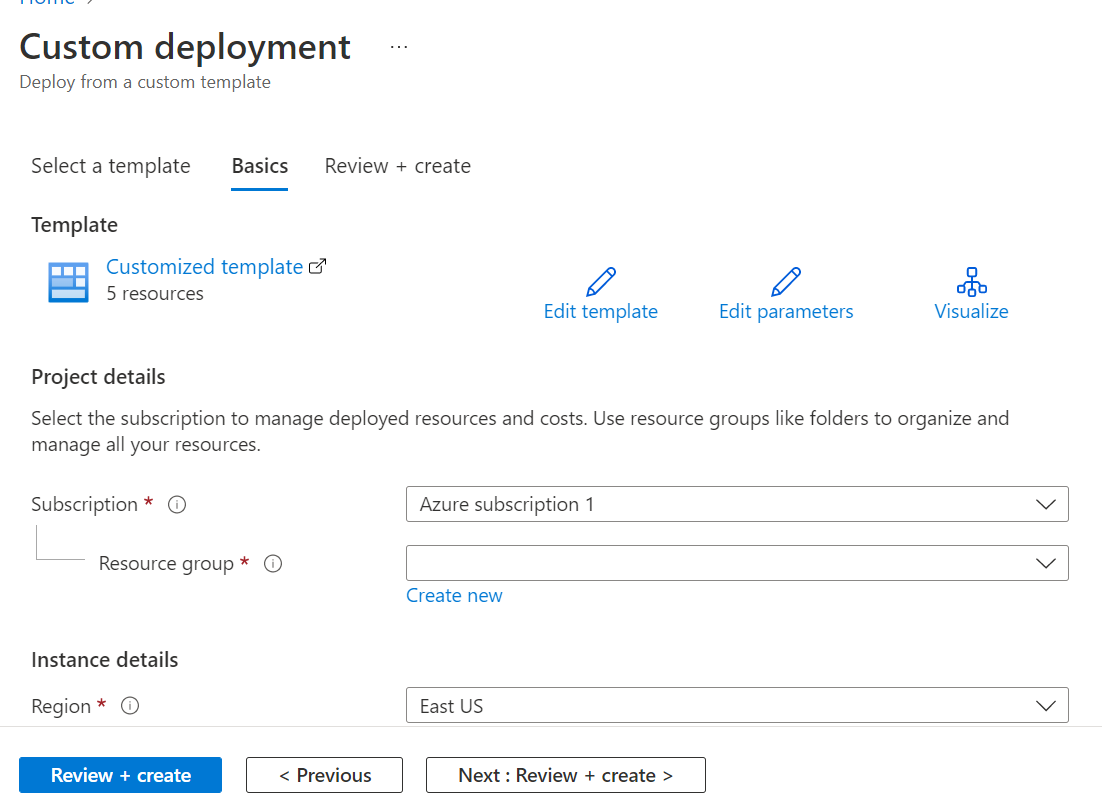 Home
Custom deployment ...
Deploy from a custom template
Select a template Basics Review + create
Template
Customized template
5 resources
Edit template Edit parameters Visualize
Project details
Select the subscription to manage deployed resources and costs. Use resource groups like folders to organize and
manage all your resources.
Subscription * Azure subscription 1
Resource group *
Create new
Instance details
Region * East US
Review + create < Previous Next : Review + create >